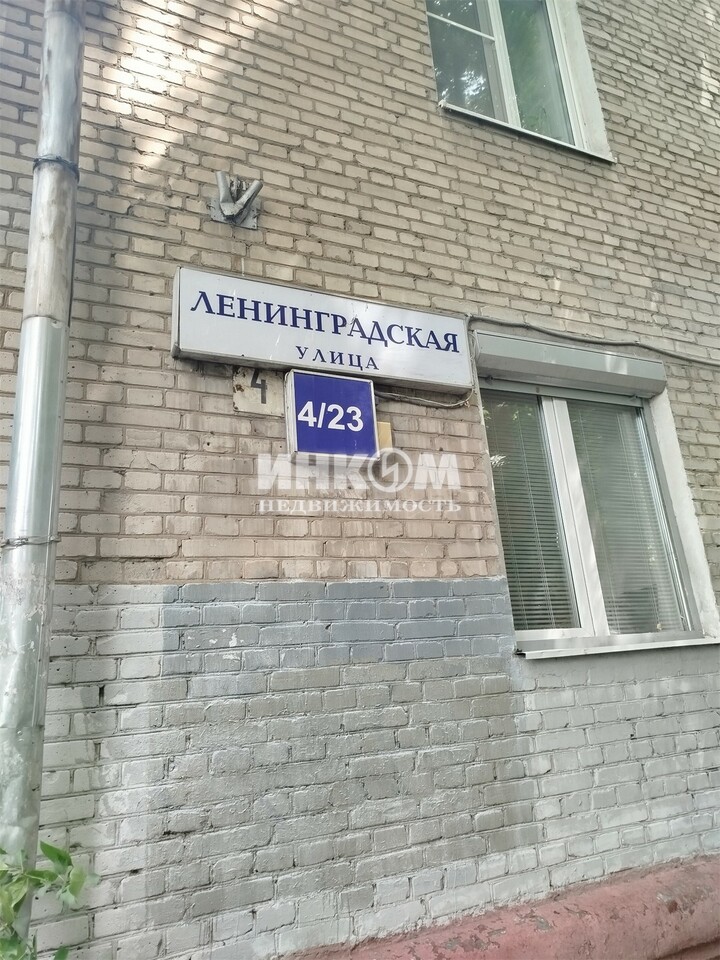 ЛЕНИНГРАДСКАЯ
УЛИЦА
4
4/23
ИНКОМ
НЕДВИЖИМОСТЬ